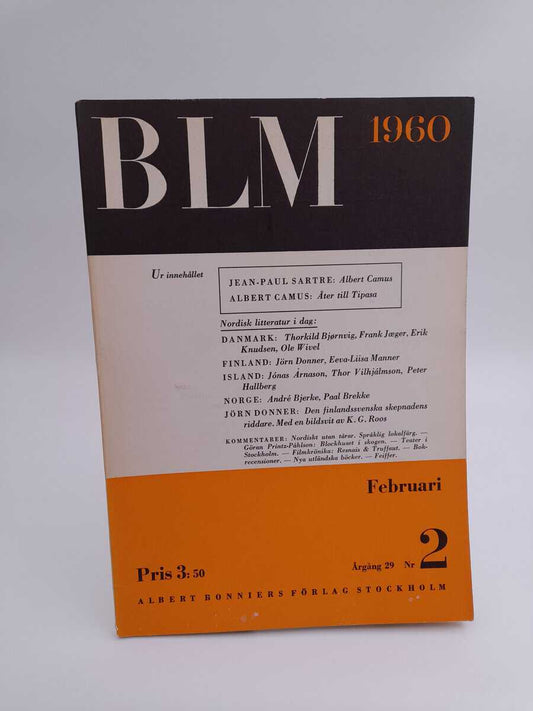 BLM 1960
Ur innehållet
JEAN-PAUL SARTRE: Albert Camus
ALBERT CAMUS: Åter till Tipasa
Nordisk litteratur i dag:
DANMARK: Thorkild Bjørnvig, Frank Jæger, Erik
Knudsen, Ole Wivel
FINLAND: Jörn Donner, Eeva-Liisa Manner
ISLAND: Jónas Árnason, Thor Vilhjálmson, Peter
Hallberg
NORGE: André Bjerke, Paal Brekke
JÖRN DONNER: Den finlandssvenska skepnadens
riddare. Med en bildsvit av K. G. Roos
KOMMENTARER: Nordiskt utan tårar. Språklig lokalfärg. —
Göran Printz-Påhlson: Blockhuset i skogen. — Teater i
Stockholm. — Filmkrönika: Resnais & Truffaut. — Bok-
recensioner. — Nya utländska böcker. — Feiffer.
Februari
Pris 3: 50
Årgång 29 Nr 2
ALBERT BONNIERS FÖRLAG STOCKHOLM